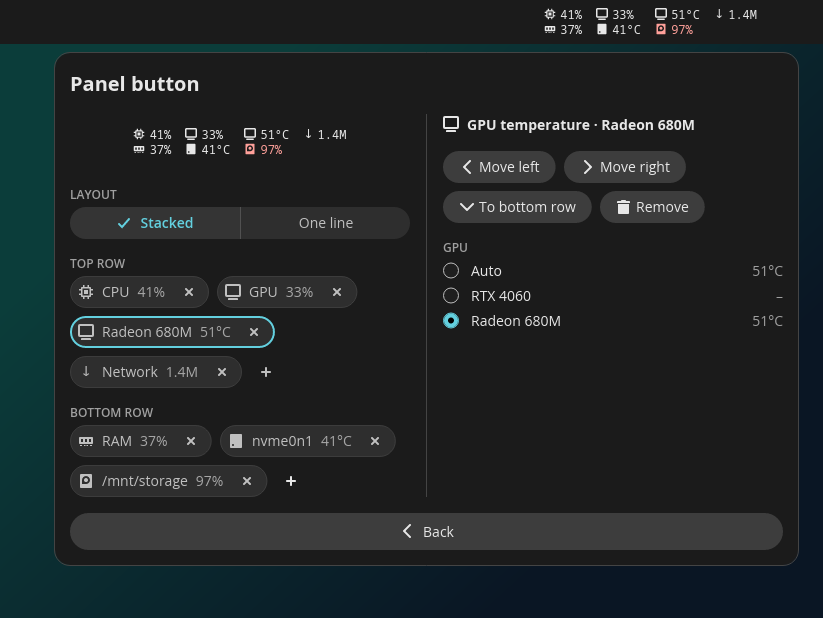 41% 33% 51°C ↓ 1.4M
37% 41°C 97%
Panel button
41% 33% 51°C ↓ 1.4M
37% 41°C 97%
LAYOUT
Stacked One line
TOP ROW
CPU 41% GPU 33%
Radeon 680M 51°C
↓ Network 1.4M +
BOTTOM ROW
RAM 37% nvme0n1 41°C
/mnt/storage 97% +
GPU temperature · Radeon 680M
Move left Move right
To bottom row Remove
GPU
Auto 51°C
RTX 4060 –
Radeon 680M 51°C
Back